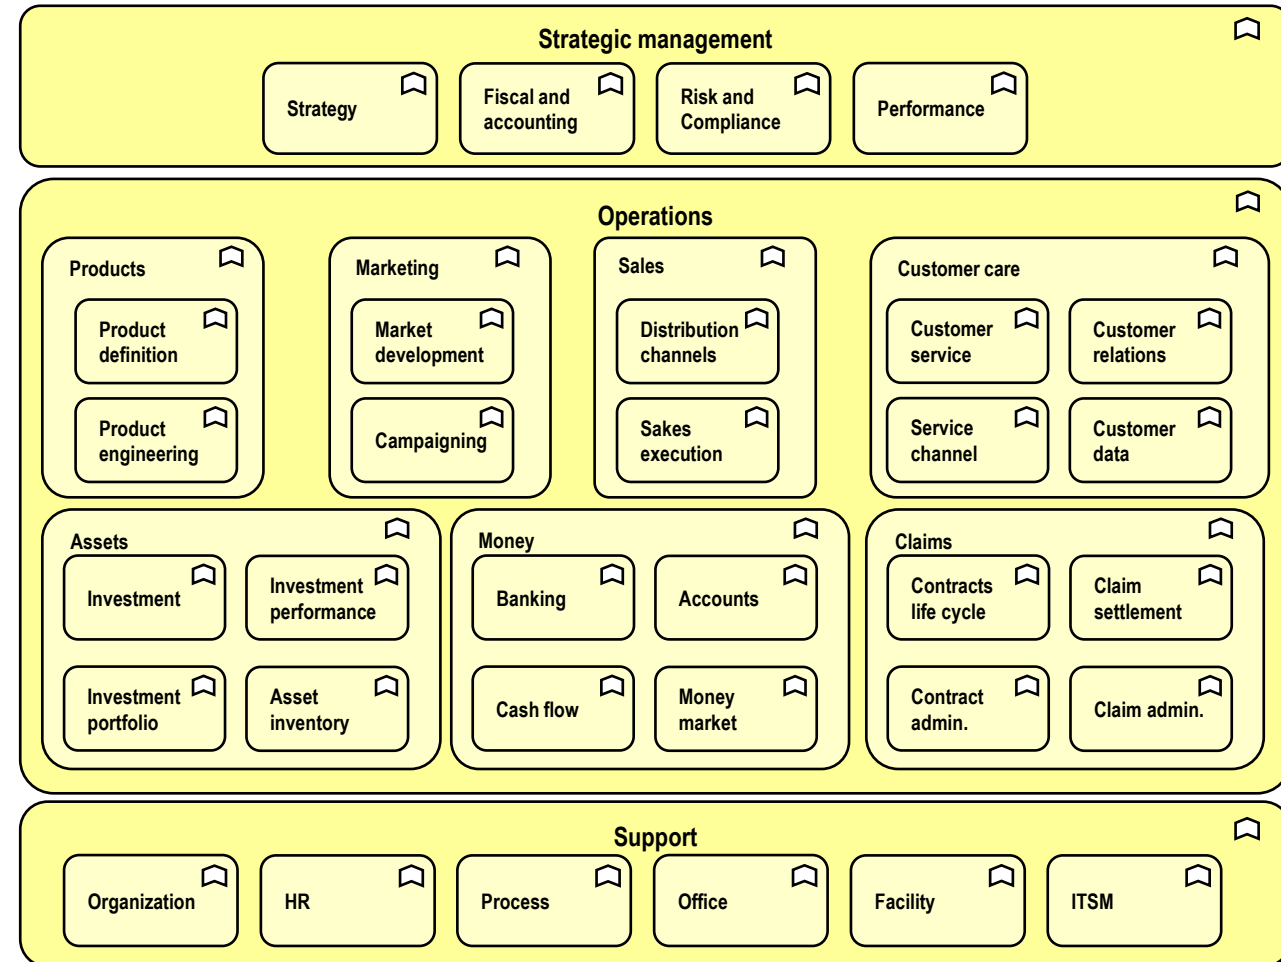 Strategic management
Strategy
Fiscal and
accounting
Risk and
Compliance
Performance
Operations
Products
Product
definition
Product
engineering
Marketing
Market
development
Campaigning
Sales
Distribution
channels
Sakes
execution
Customer care
Customer
service
Customer
relations
Service
channel
Customer
data
Assets
Investment
Investment
performance
Investment
portfolio
Asset
inventory
Money
Banking
Accounts
Cash flow
Money
market
Claims
Contracts
life cycle
Claim
settlement
Contract
admin.
Claim admin.
Support
Organization
HR
Process
Office
Facility
ITSM